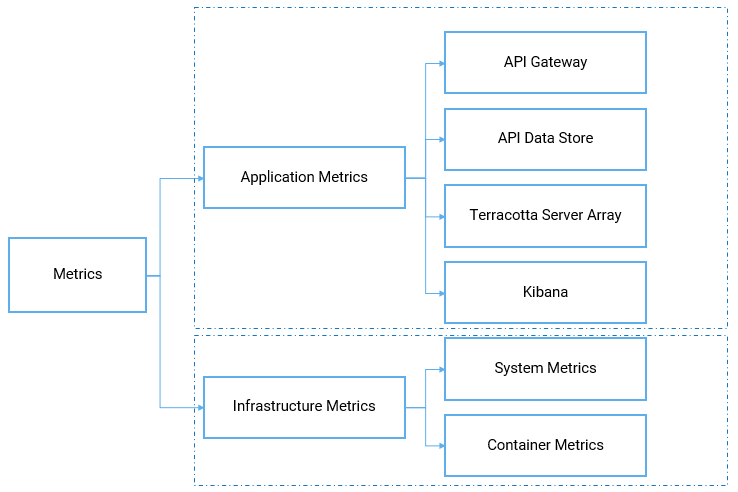 Metrics
Application Metrics
API Gateway
API Data Store
Terracotta Server Array
Kibana
Infrastructure Metrics
System Metrics
Container Metrics